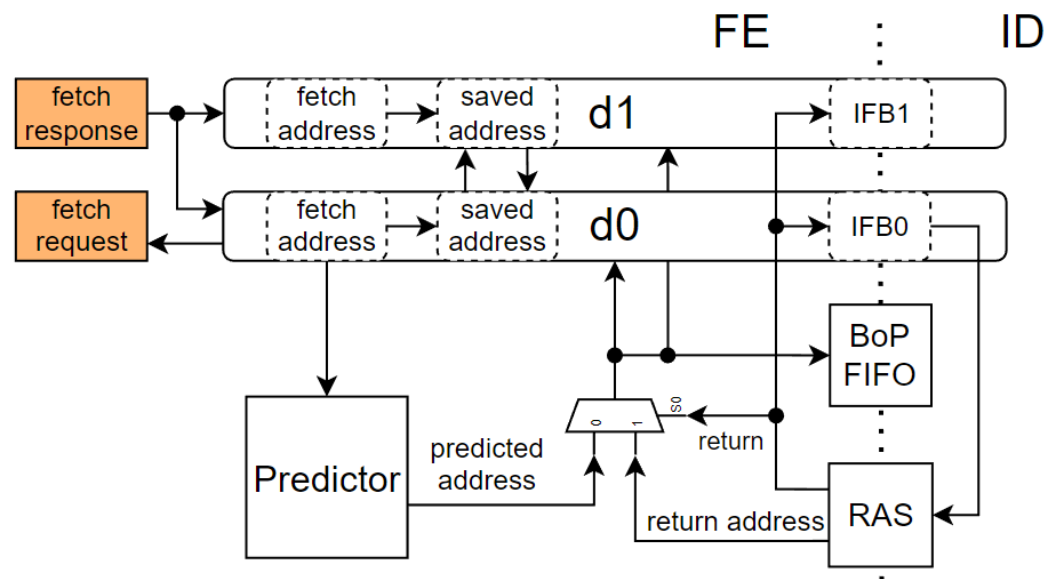 FE
ID
fetch
response
fetch
address
saved
address
d1
IFB1
fetch
request
fetch
address
saved
address
d0
IFB0
BoP
FIFO
0
1
S0
return
Predictor
predicted
address
return address
RAS